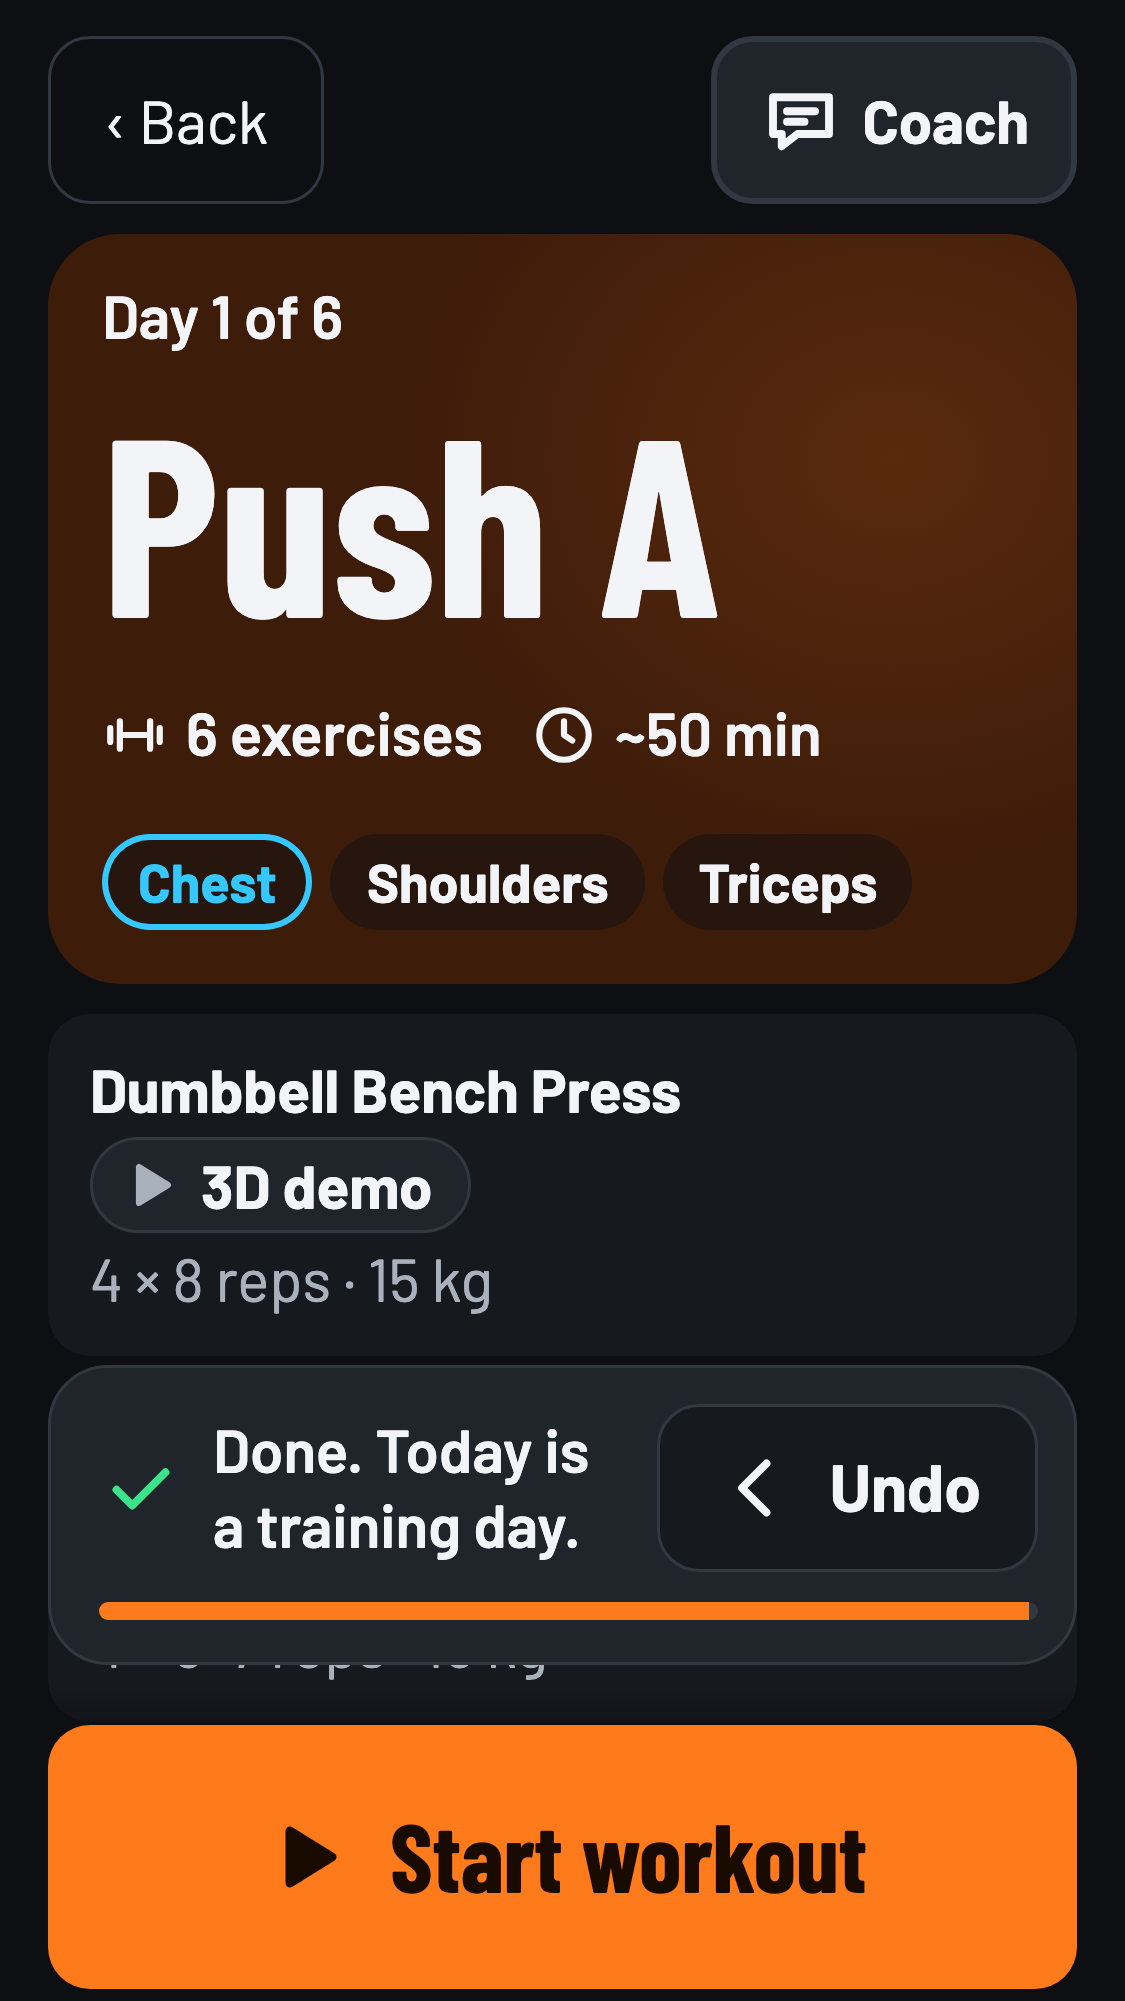 ‹ Back
Coach
Day 1 of 6
Push A
6 exercises
~50 min
Chest
Shoulders
Triceps
Dumbbell Bench Press
3D demo
4 × 8 reps · 15 kg
Done. Today is
a training day.
Undo
Start workout